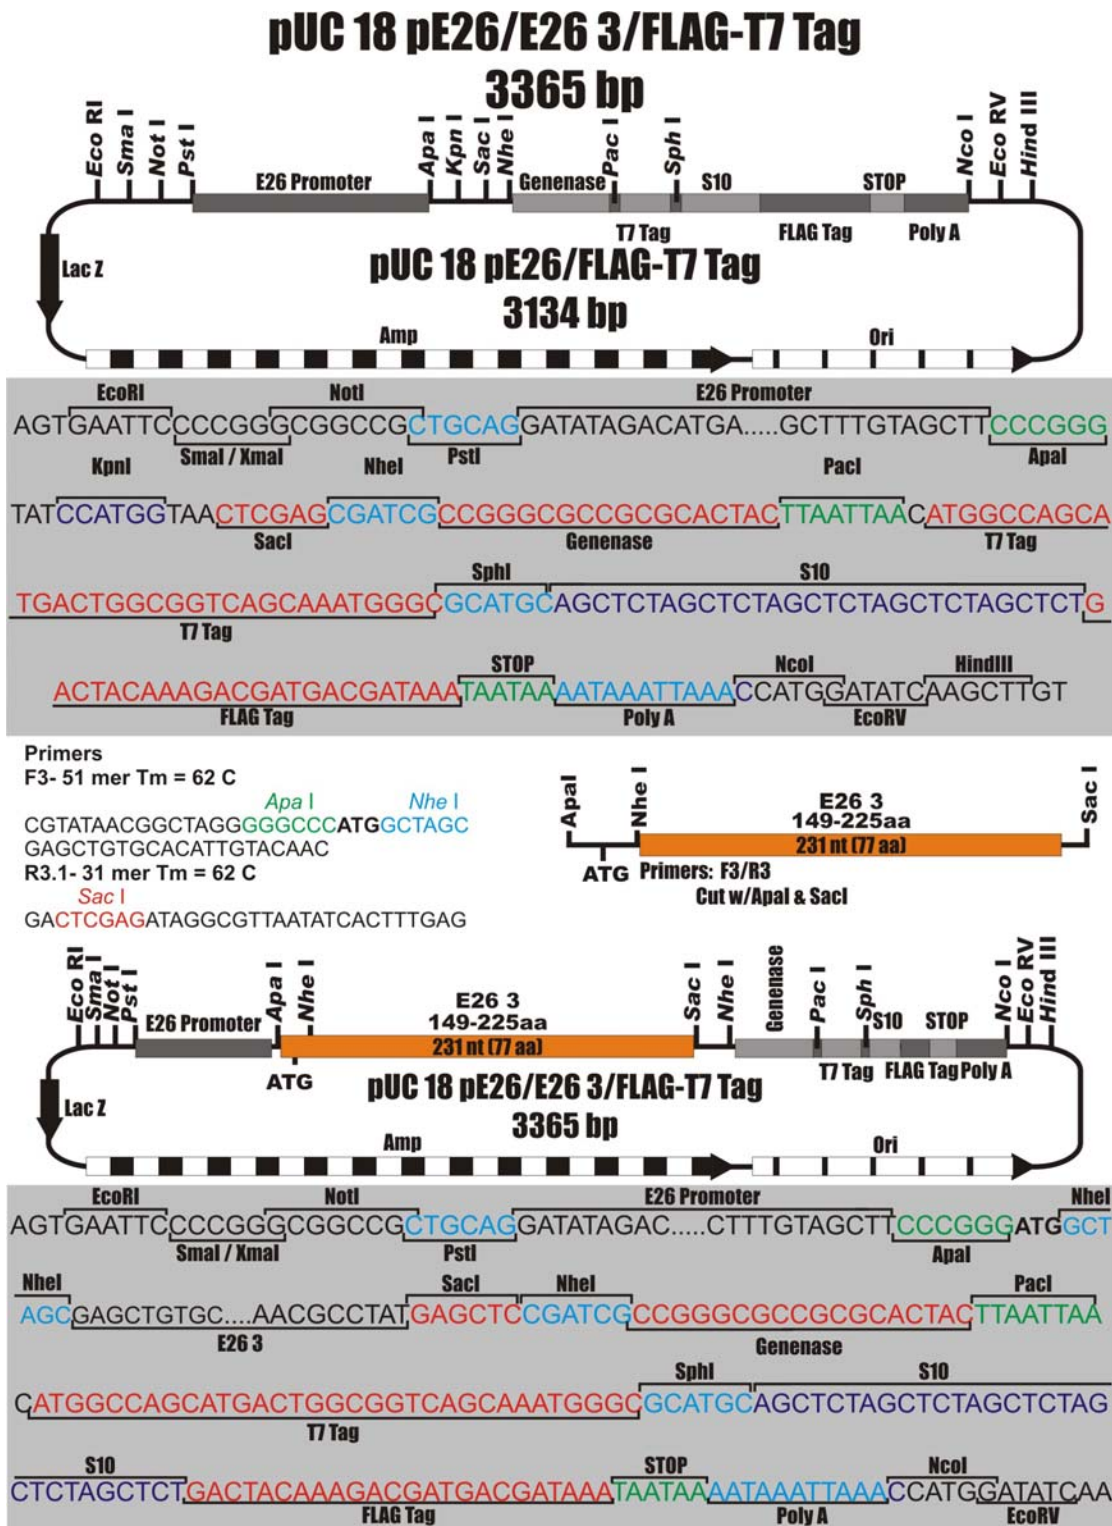 pUC 18 pE26/E26 3/FLAG-T7 Tag
3365 bp
Eco RI Sma I Not I Pst I Apa I Kpn I Sac I Nhe I Pac I Sph I Nco I Eco RV Hind III
E26 Promoter Genenase S10 STOP
T7 Tag FLAG Tag Poly A
Lac Z
pUC 18 pE26/FLAG-T7 Tag
3134 bp
Amp Ori
EcoRI NotI E26 Promoter
AGTGAATTCCCCGGGCGGCCGCTGCAGGATATAGACATGA.....GCTTTGTAGCTTCCCGGG
SmaI / XmaI PstI ApaI
KpnI NheI PacI
TATCCATGGTAACTCGAGCGATCGCCGGGCGCCGCGCACTACTTAATTAACATGGCCAGCA
SacI Genenase T7 Tag
SphI S10
TGACTGGCGGTCAGCAAATGGGCGCATGCAGCTCTAGCTCTAGCTCTAGCTCTAGCTCTG
T7 Tag
STOP NcoI HindIII
ACTACAAAGACGATGACGATAAATAATAAAATAAATTAAACCATGGATATCAAGCTTGT
FLAG Tag Poly A EcoRV
Primers
F3- 51 mer Tm = 62 C
Apa I Nhe I
CGTATAACGGCTAGGGGGCCCATGGCTAGC
GAGCTGTGCACATTGTACAAC
R3.1- 31 mer Tm = 62 C
Sac I
GACTCGAGATAGGCGTTAATATCACTTTGAG
ApaI Nhe I Sac I
E26 3
149-225aa
231 nt (77 aa)
ATG
Primers: F3/R3
Cut w/ApaI & SacI
Eco RI Sma I Not I Pst I Apa I Nhe I Sac I Nhe I Genenase Pac I Sph I Nco I Eco RV Hind III
E26 Promoter
E26 3
149-225aa
231 nt (77 aa)
S10 STOP
ATG
T7 Tag FLAG Tag Poly A
Lac Z
pUC 18 pE26/E26 3/FLAG-T7 Tag
3365 bp
Amp Ori
EcoRI NotI E26 Promoter NheI
AGTGAATTCCCCGGGCGGCCGCTGCAGGATATAGAC.....CTTTGTAGCTTCCCGGGATGGCT
SmaI / XmaI PstI ApaI
NheI SacI NheI PacI
AGCGAGCTGTGC....AACGCCTATGAGCTCCGATCGCCGGGCGCCGCGCACTACTTAATTAA
E26 3 Genenase
SphI S10
CATGGCCAGCATGACTGGCGGTCAGCAAATGGGCGCATGCAGCTCTAGCTCTAGCTCTAG
T7 Tag
S10 STOP NcoI
CTCTAGCTCTGACTACAAAGACGATGACGATAAATAATAAAATAAATTAAACCATGGATATCAA
FLAG Tag Poly A EcoRV